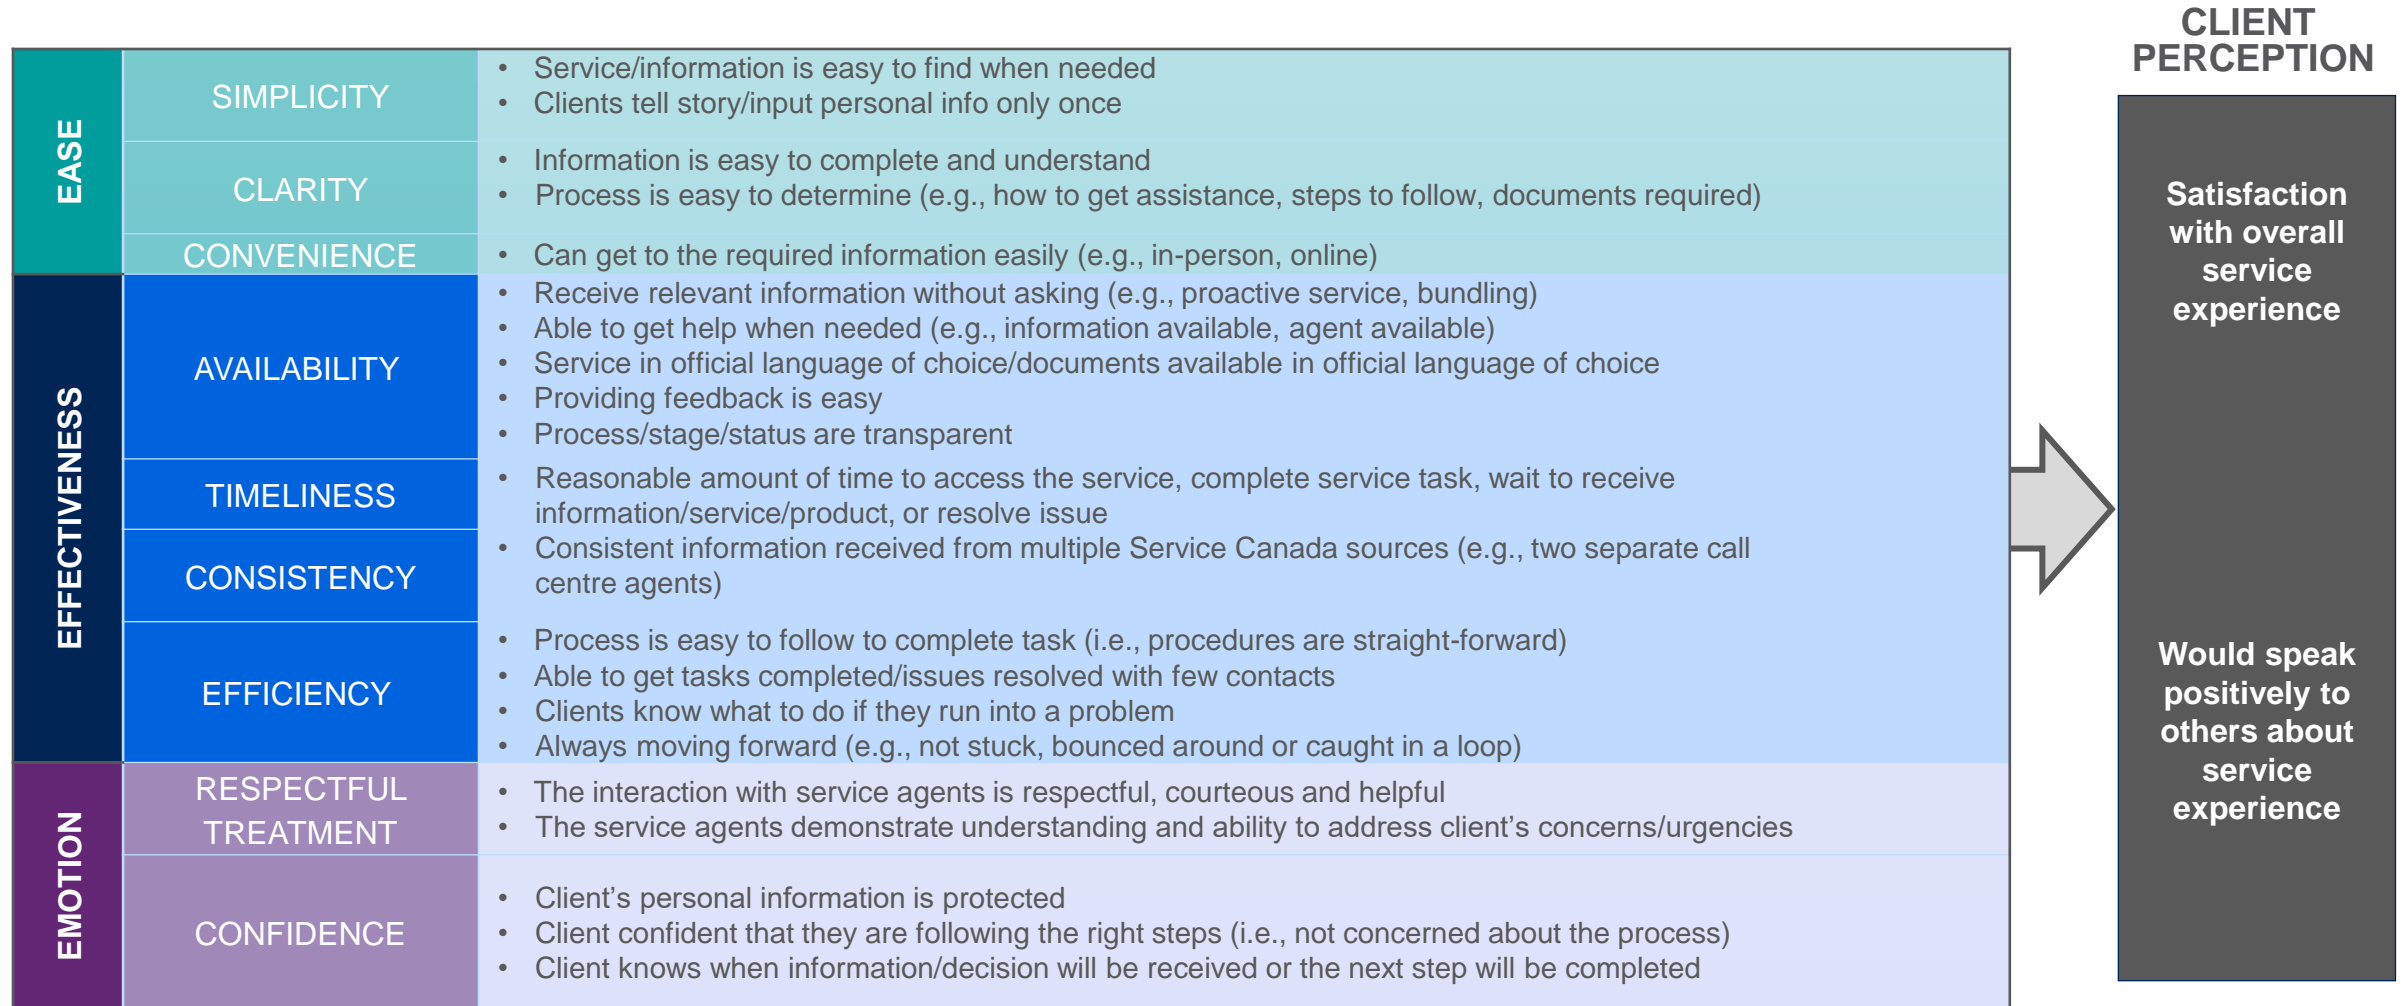 CLIENT
PERCEPTION
EASE
SIMPLICITY
• Service/information is easy to find when needed
• Clients tell story/input personal info only once
CLARITY
• Information is easy to complete and understand
• Process is easy to determine (e.g., how to get assistance, steps to follow, documents required)
CONVENIENCE
• Can get to the required information easily (e.g., in-person, online)
EFFECTIVENESS
AVAILABILITY
• Receive relevant information without asking (e.g., proactive service, bundling)
• Able to get help when needed (e.g., information available, agent available)
• Service in official language of choice/documents available in official language of choice
• Providing feedback is easy
• Process/stage/status are transparent
TIMELINESS
• Reasonable amount of time to access the service, complete service task, wait to receive
information/service/product, or resolve issue
CONSISTENCY
• Consistent information received from multiple Service Canada sources (e.g., two separate call
centre agents)
EFFICIENCY
• Process is easy to follow to complete task (i.e., procedures are straight-forward)
• Able to get tasks completed/issues resolved with few contacts
• Clients know what to do if they run into a problem
• Always moving forward (e.g., not stuck, bounced around or caught in a loop)
EMOTION
RESPECTFUL
TREATMENT
• The interaction with service agents is respectful, courteous and helpful
• The service agents demonstrate understanding and ability to address client’s concerns/urgencies
CONFIDENCE
• Client’s personal information is protected
• Client confident that they are following the right steps (i.e., not concerned about the process)
• Client knows when information/decision will be received or the next step will be completed
Satisfaction
with overall
service
experience
Would speak
positively to
others about
service
experience